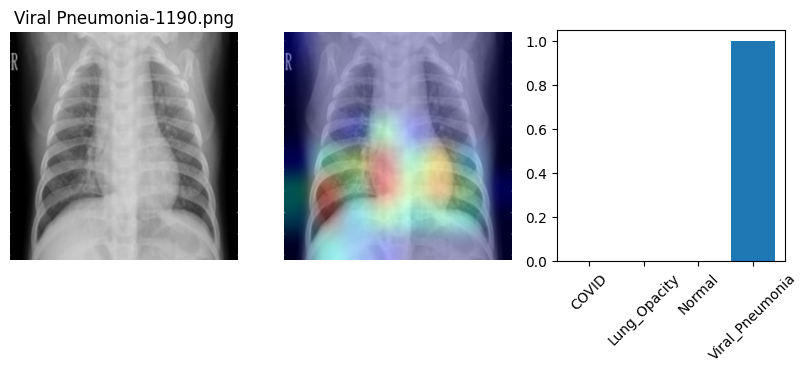 Viral Pneumonia-1190.png
R
R
1.0
0.8
0.6
0.4
0.2
0.0
COVID
Lung_Opacity
Normal
Viral_Pneumonia